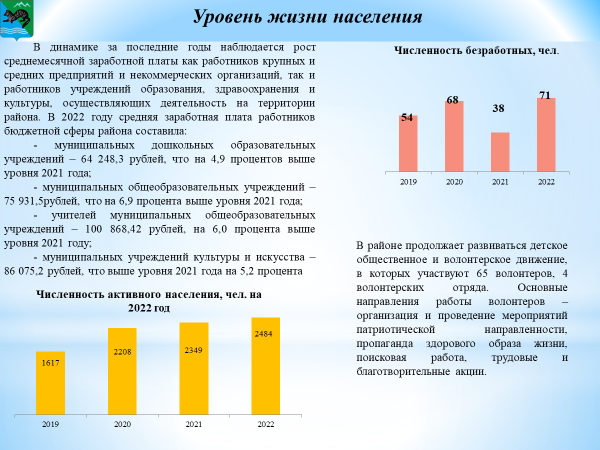 Уровень жизни населения
В динамике за последние годы наблюдается рост
среднемесячной заработной платы как работников крупных и
средних предприятий и некоммерческих организаций, так и
работников учреждений образования, здравоохранения и
культуры, осуществляющих деятельность на территории
района. В 2022 году средняя заработная плата работников
бюджетной сферы района составила:
- муниципальных дошкольных образовательных
учреждений – 64 248,3 рублей, что на 4,9 процентов выше
уровня 2021 года;
- муниципальных общеобразовательных учреждений –
75 931,5рублей, что на 6,9 процента выше уровня 2021 года;
- учителей муниципальных общеобразовательных
учреждений – 100 868,42 рублей, на 6,0 процента выше
уровня 2021 году;
- муниципальных учреждений культуры и искусства –
86 075,2 рублей, что выше уровня 2021 года на 5,2 процента
Численность активного населения, чел. на
2022 год
1617
2208
2349
2484
2019 2020 2021 2022
Численность безработных, чел.
54
68
38
71
2019 2020 2021 2022
В районе продолжает развиваться детское
общественное и волонтерское движение,
в которых участвуют 65 волонтеров, 4
волонтерских отряда. Основные
направления работы волонтеров –
организация и проведение мероприятий
патриотической направленности,
пропаганда здорового образа жизни,
поисковая работа, трудовые и
благотворительные акции.